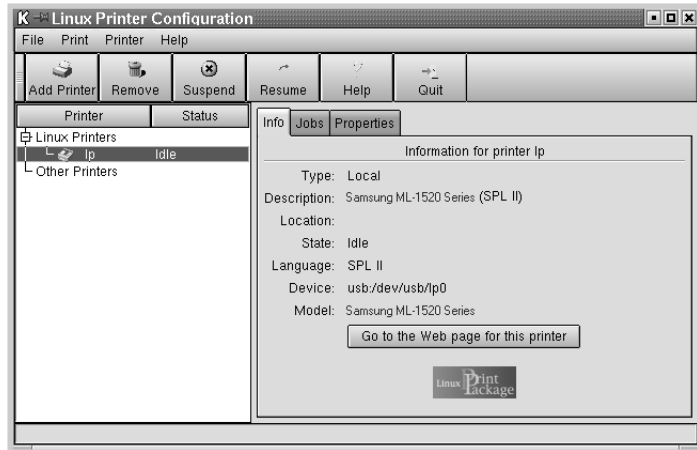 Linux Printer Configuration
File Print Printer Help
Add Printer Remove Suspend Resume Help Quit
Printer Status
Linux Printers
lp Idle
Other Printers
Info Jobs Properties
Information for printer lp
Type: Local
Description: Samsung ML-1520 Series (SPL II)
Location:
State: Idle
Language: SPL II
Device: usb:/dev/usb/lp0
Model: Samsung ML-1520 Series
Go to the Web page for this printer
Linux Print Package